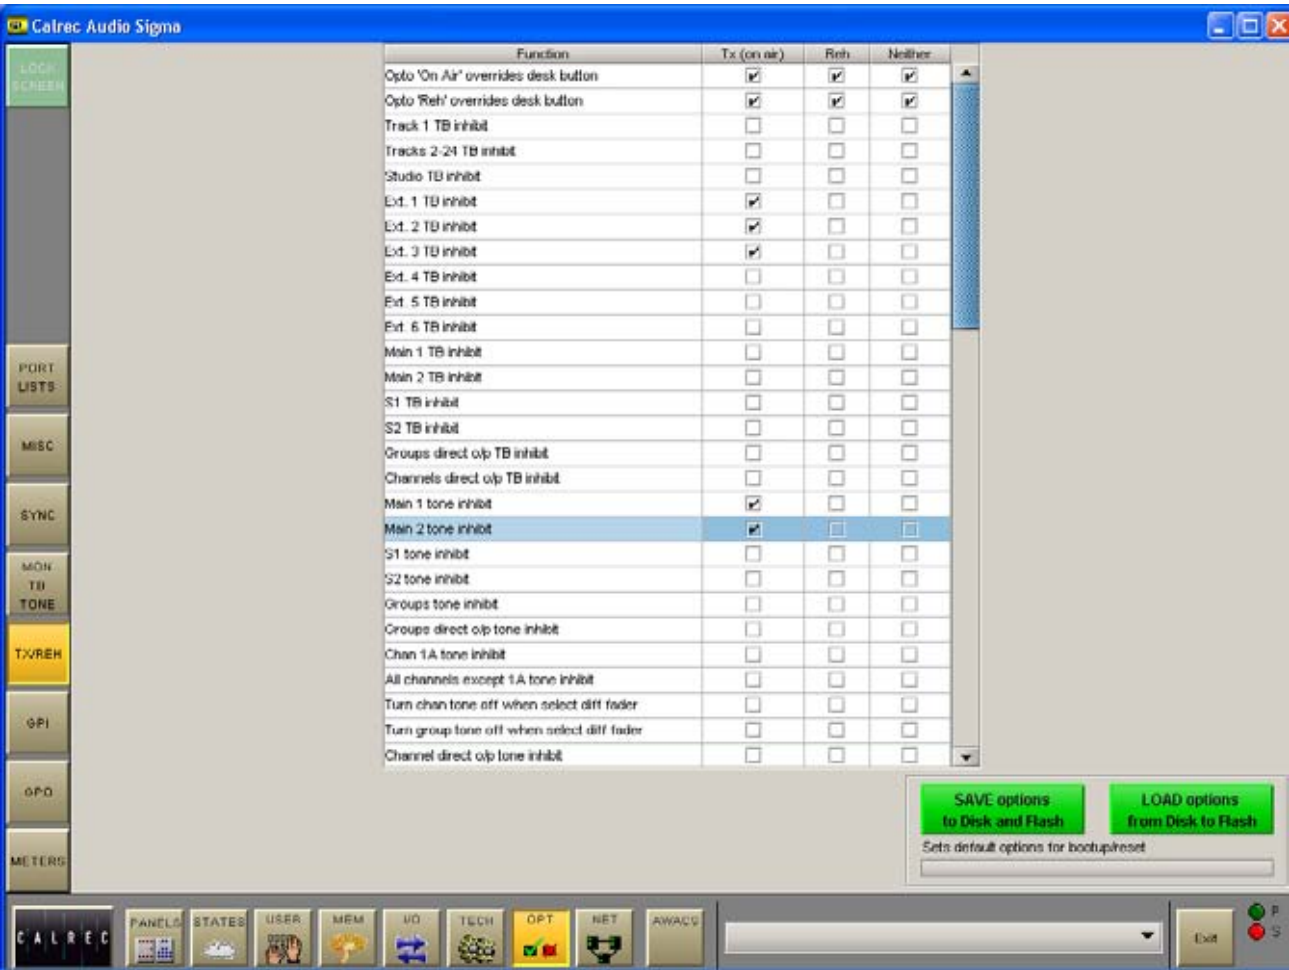 Calrec Audio Sigma
LOCK
SCREEN
Function Tx (on air) Reh Neither
Opto 'On Air' overrides desk button
Opto 'Reh' overrides desk button
Track 1 TB inhibit
Tracks 2-24 TB inhibit
Studio TB inhibit
Ext. 1 TB inhibit
Ext. 2 TB inhibit
Ext. 3 TB inhibit
Ext. 4 TB inhibit
Ext. 5 TB inhibit
Ext. 6 TB inhibit
Main 1 TB inhibit
Main 2 TB inhibit
S1 TB inhibit
S2 TB inhibit
Groups direct o/p TB inhibit
Channels direct o/p TB inhibit
Main 1 tone inhibit
Main 2 tone inhibit
S1 tone inhibit
S2 tone inhibit
Groups tone inhibit
Groups direct o/p tone inhibit
Chan 1A tone inhibit
All channels except 1A tone inhibit
Turn chan tone off when select diff fader
Turn group tone off when select diff fader
Channel direct o/p tone inhibit
PORT
LISTS
MISC
SYNC
MON
TB
TONE
TX/REH
GPI
GPO
METERS
SAVE options
to Disk and Flash
LOAD options
from Disk to Flash
Sets default options for bootup/reset
CALREC
PANELS
STATES
USER
MEM
I/O
TECH
OPT
NET
AWACS
Exit
P
S